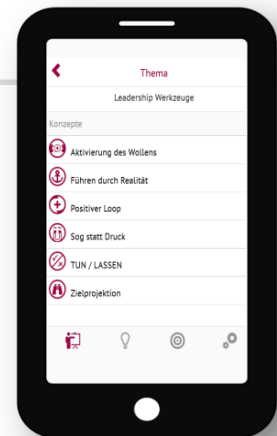 Thema
Leadership Werkzeuge
Konzepte
Aktivierung des Wollens
Führen durch Realität
Positiver Loop
Sog statt Druck
TUN / LASSEN
Zielprojektion